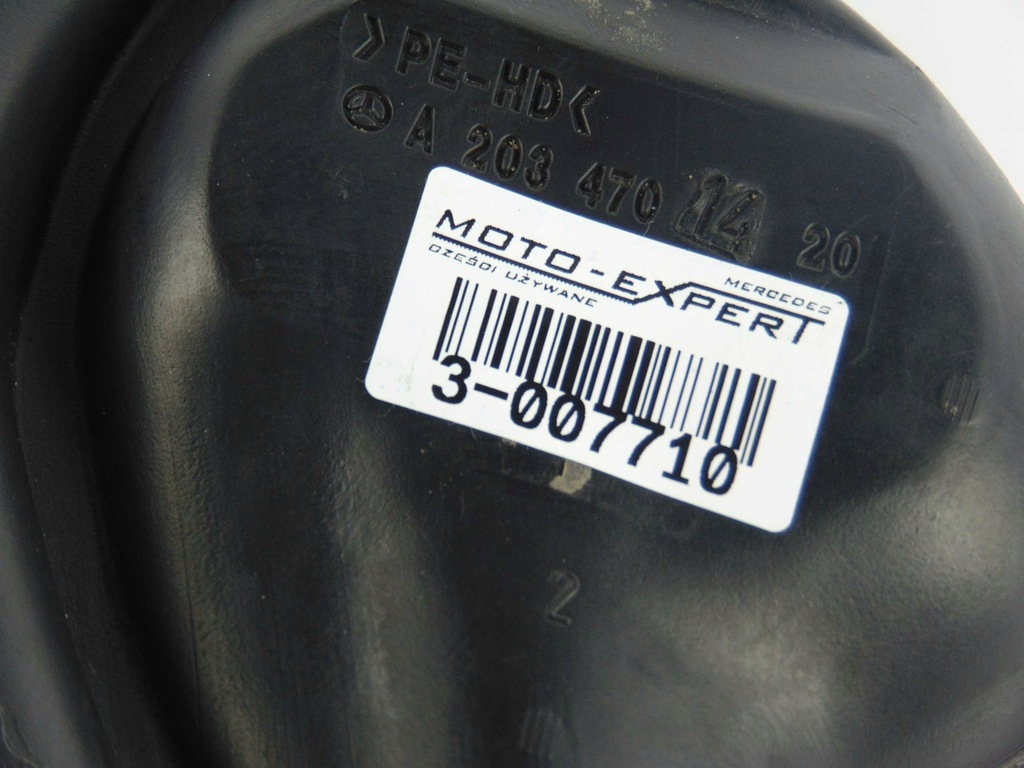 >PE-HD<
A 203 470 14 20
MOTO-EXPERT
MERCEDES
CZĘŚCI UŻYWANE
3-007710
2